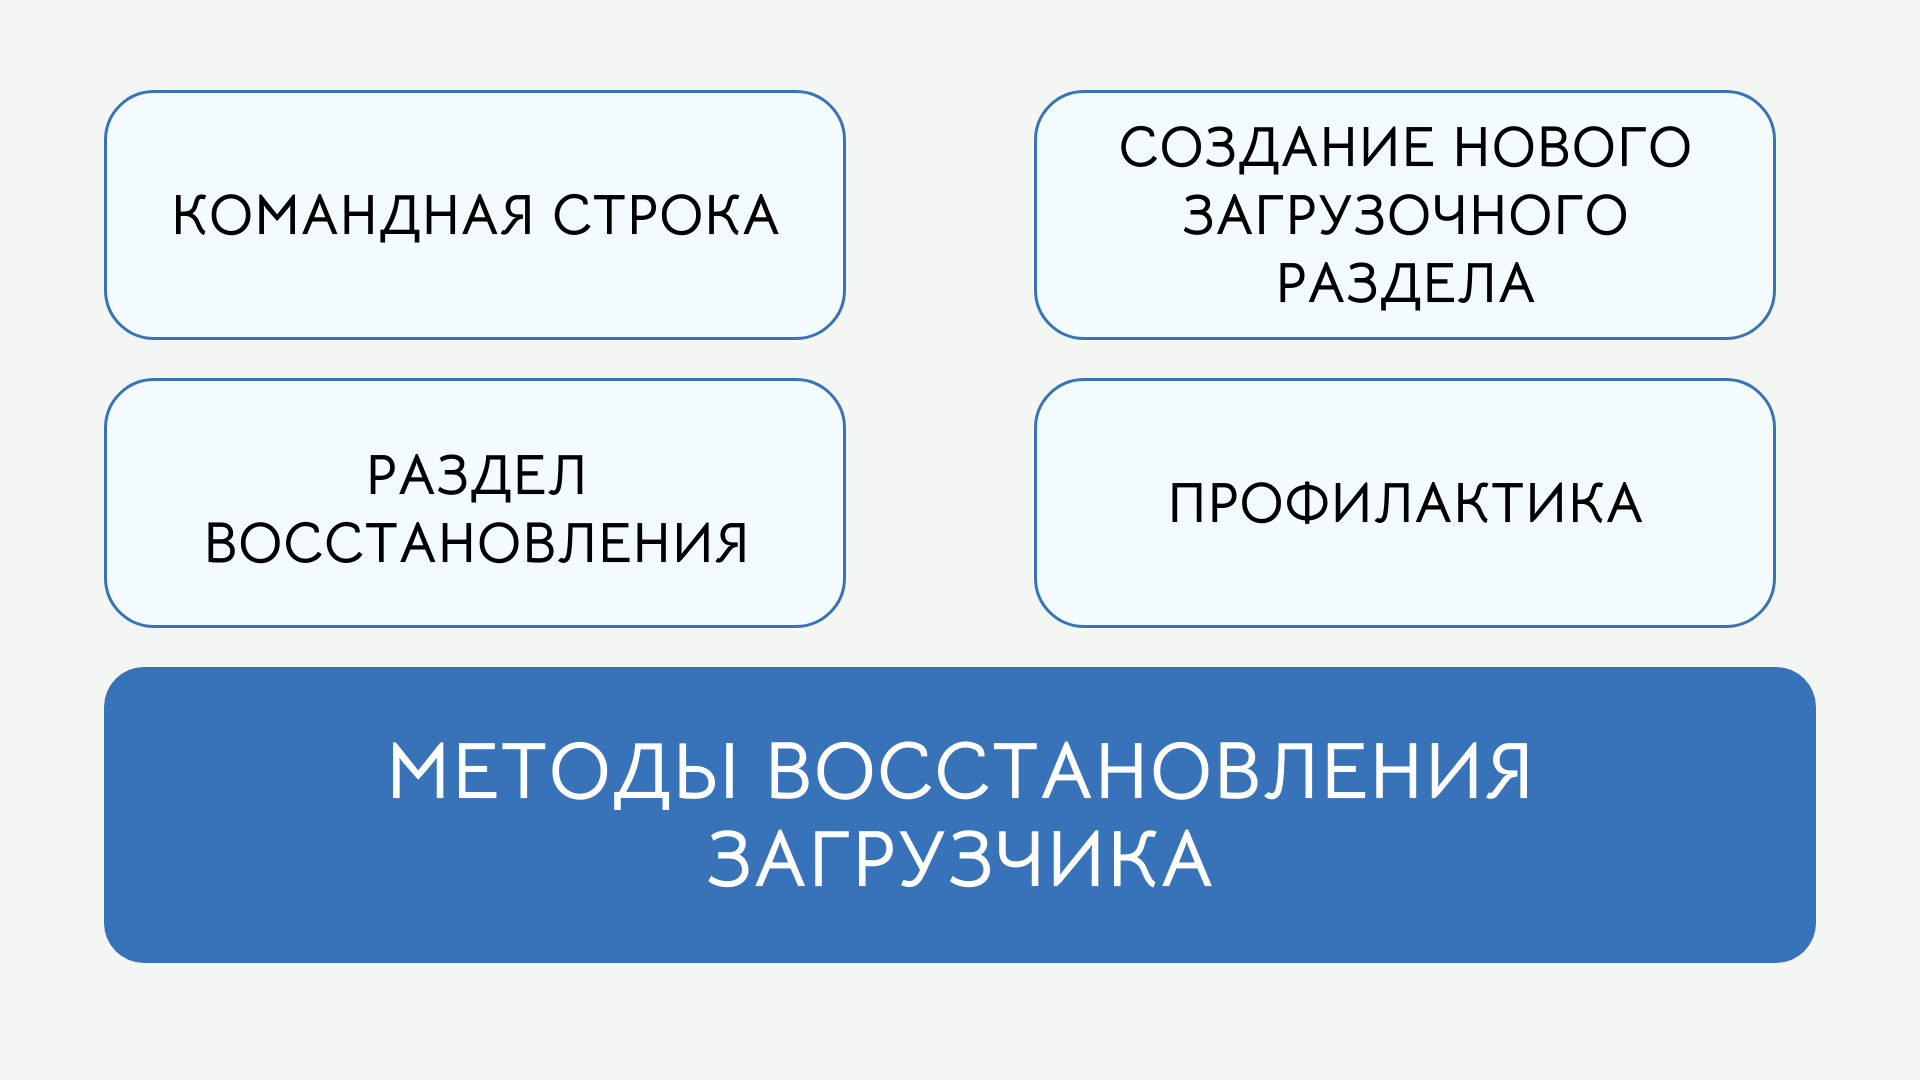 КОМАНДНАЯ СТРОКА
СОЗДАНИЕ НОВОГО
ЗАГРУЗОЧНОГО
РАЗДЕЛА
РАЗДЕЛ
ВОССТАНОВЛЕНИЯ
ПРОФИЛАКТИКА
МЕТОДЫ ВОССТАНОВЛЕНИЯ
ЗАГРУЗЧИКА